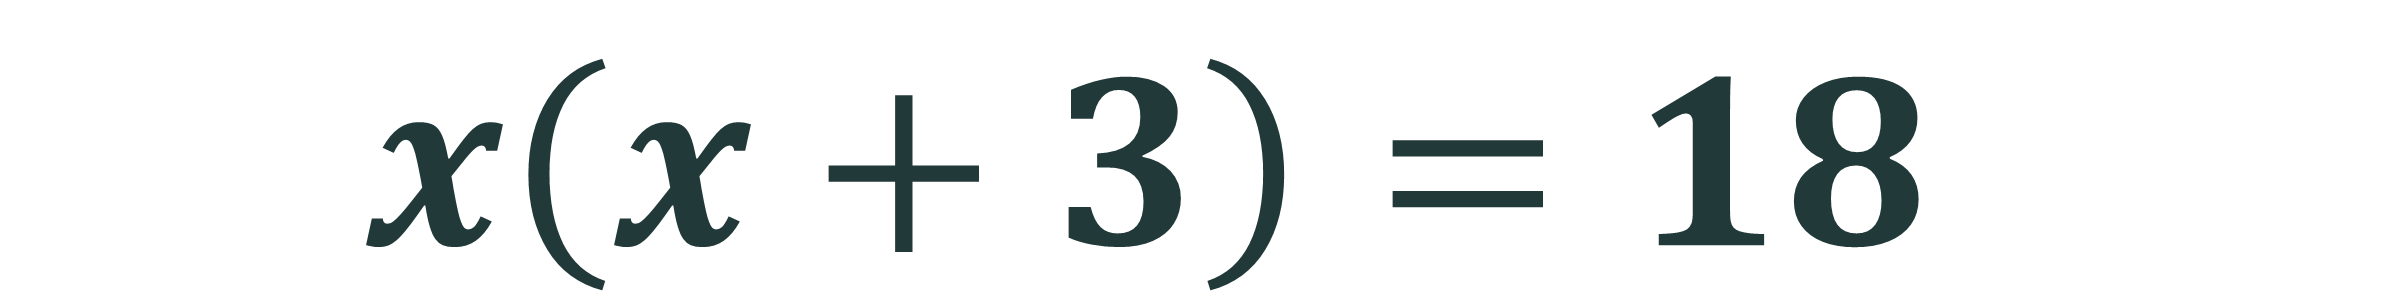 x(x + 3) = 18